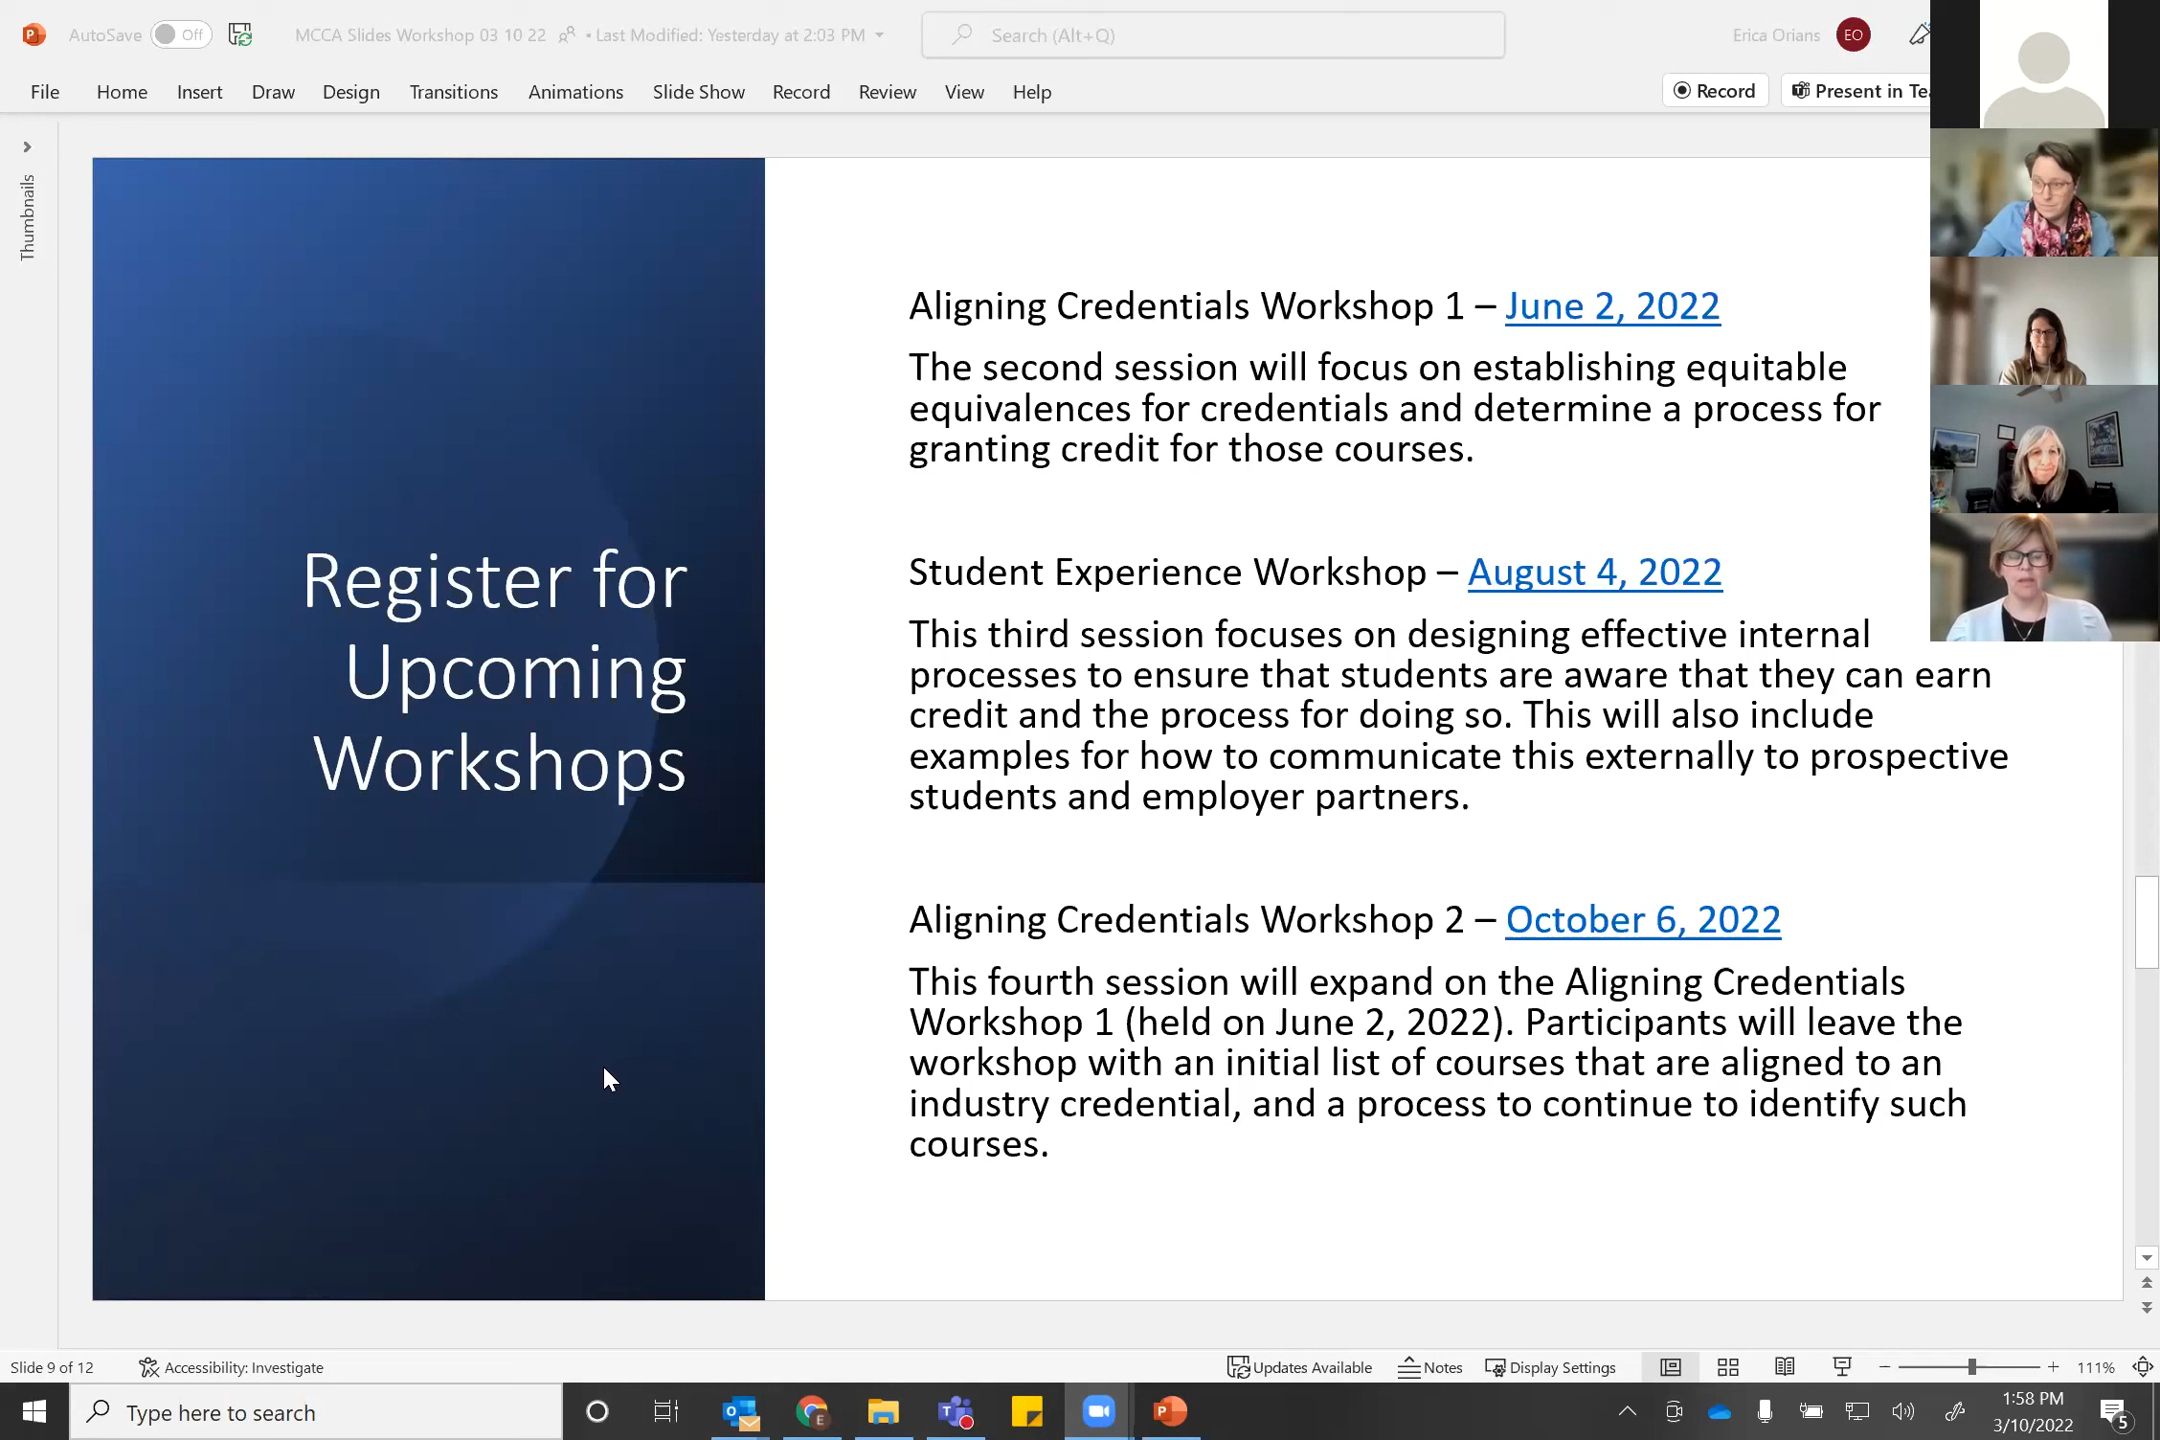 AutoSave Off MCCA Slides Workshop 03 10 22 • Last Modified: Yesterday at 2:03 PM Search (Alt+Q) Erica Orians EO
File Home Insert Draw Design Transitions Animations Slide Show Record Review View Help Record Present in Tea
Thumbnails
Register for
Upcoming
Workshops
Aligning Credentials Workshop 1 – June 2, 2022
The second session will focus on establishing equitable
equivalences for credentials and determine a process for
granting credit for those courses.
Student Experience Workshop – August 4, 2022
This third session focuses on designing effective internal
processes to ensure that students are aware that they can earn
credit and the process for doing so. This will also include
examples for how to communicate this externally to prospective
students and employer partners.
Aligning Credentials Workshop 2 – October 6, 2022
This fourth session will expand on the Aligning Credentials
Workshop 1 (held on June 2, 2022). Participants will leave the
workshop with an initial list of courses that are aligned to an
industry credential, and a process to continue to identify such
courses.
Slide 9 of 12 Accessibility: Investigate Updates Available Notes Display Settings 111%
Type here to search
1:58 PM
3/10/2022
5